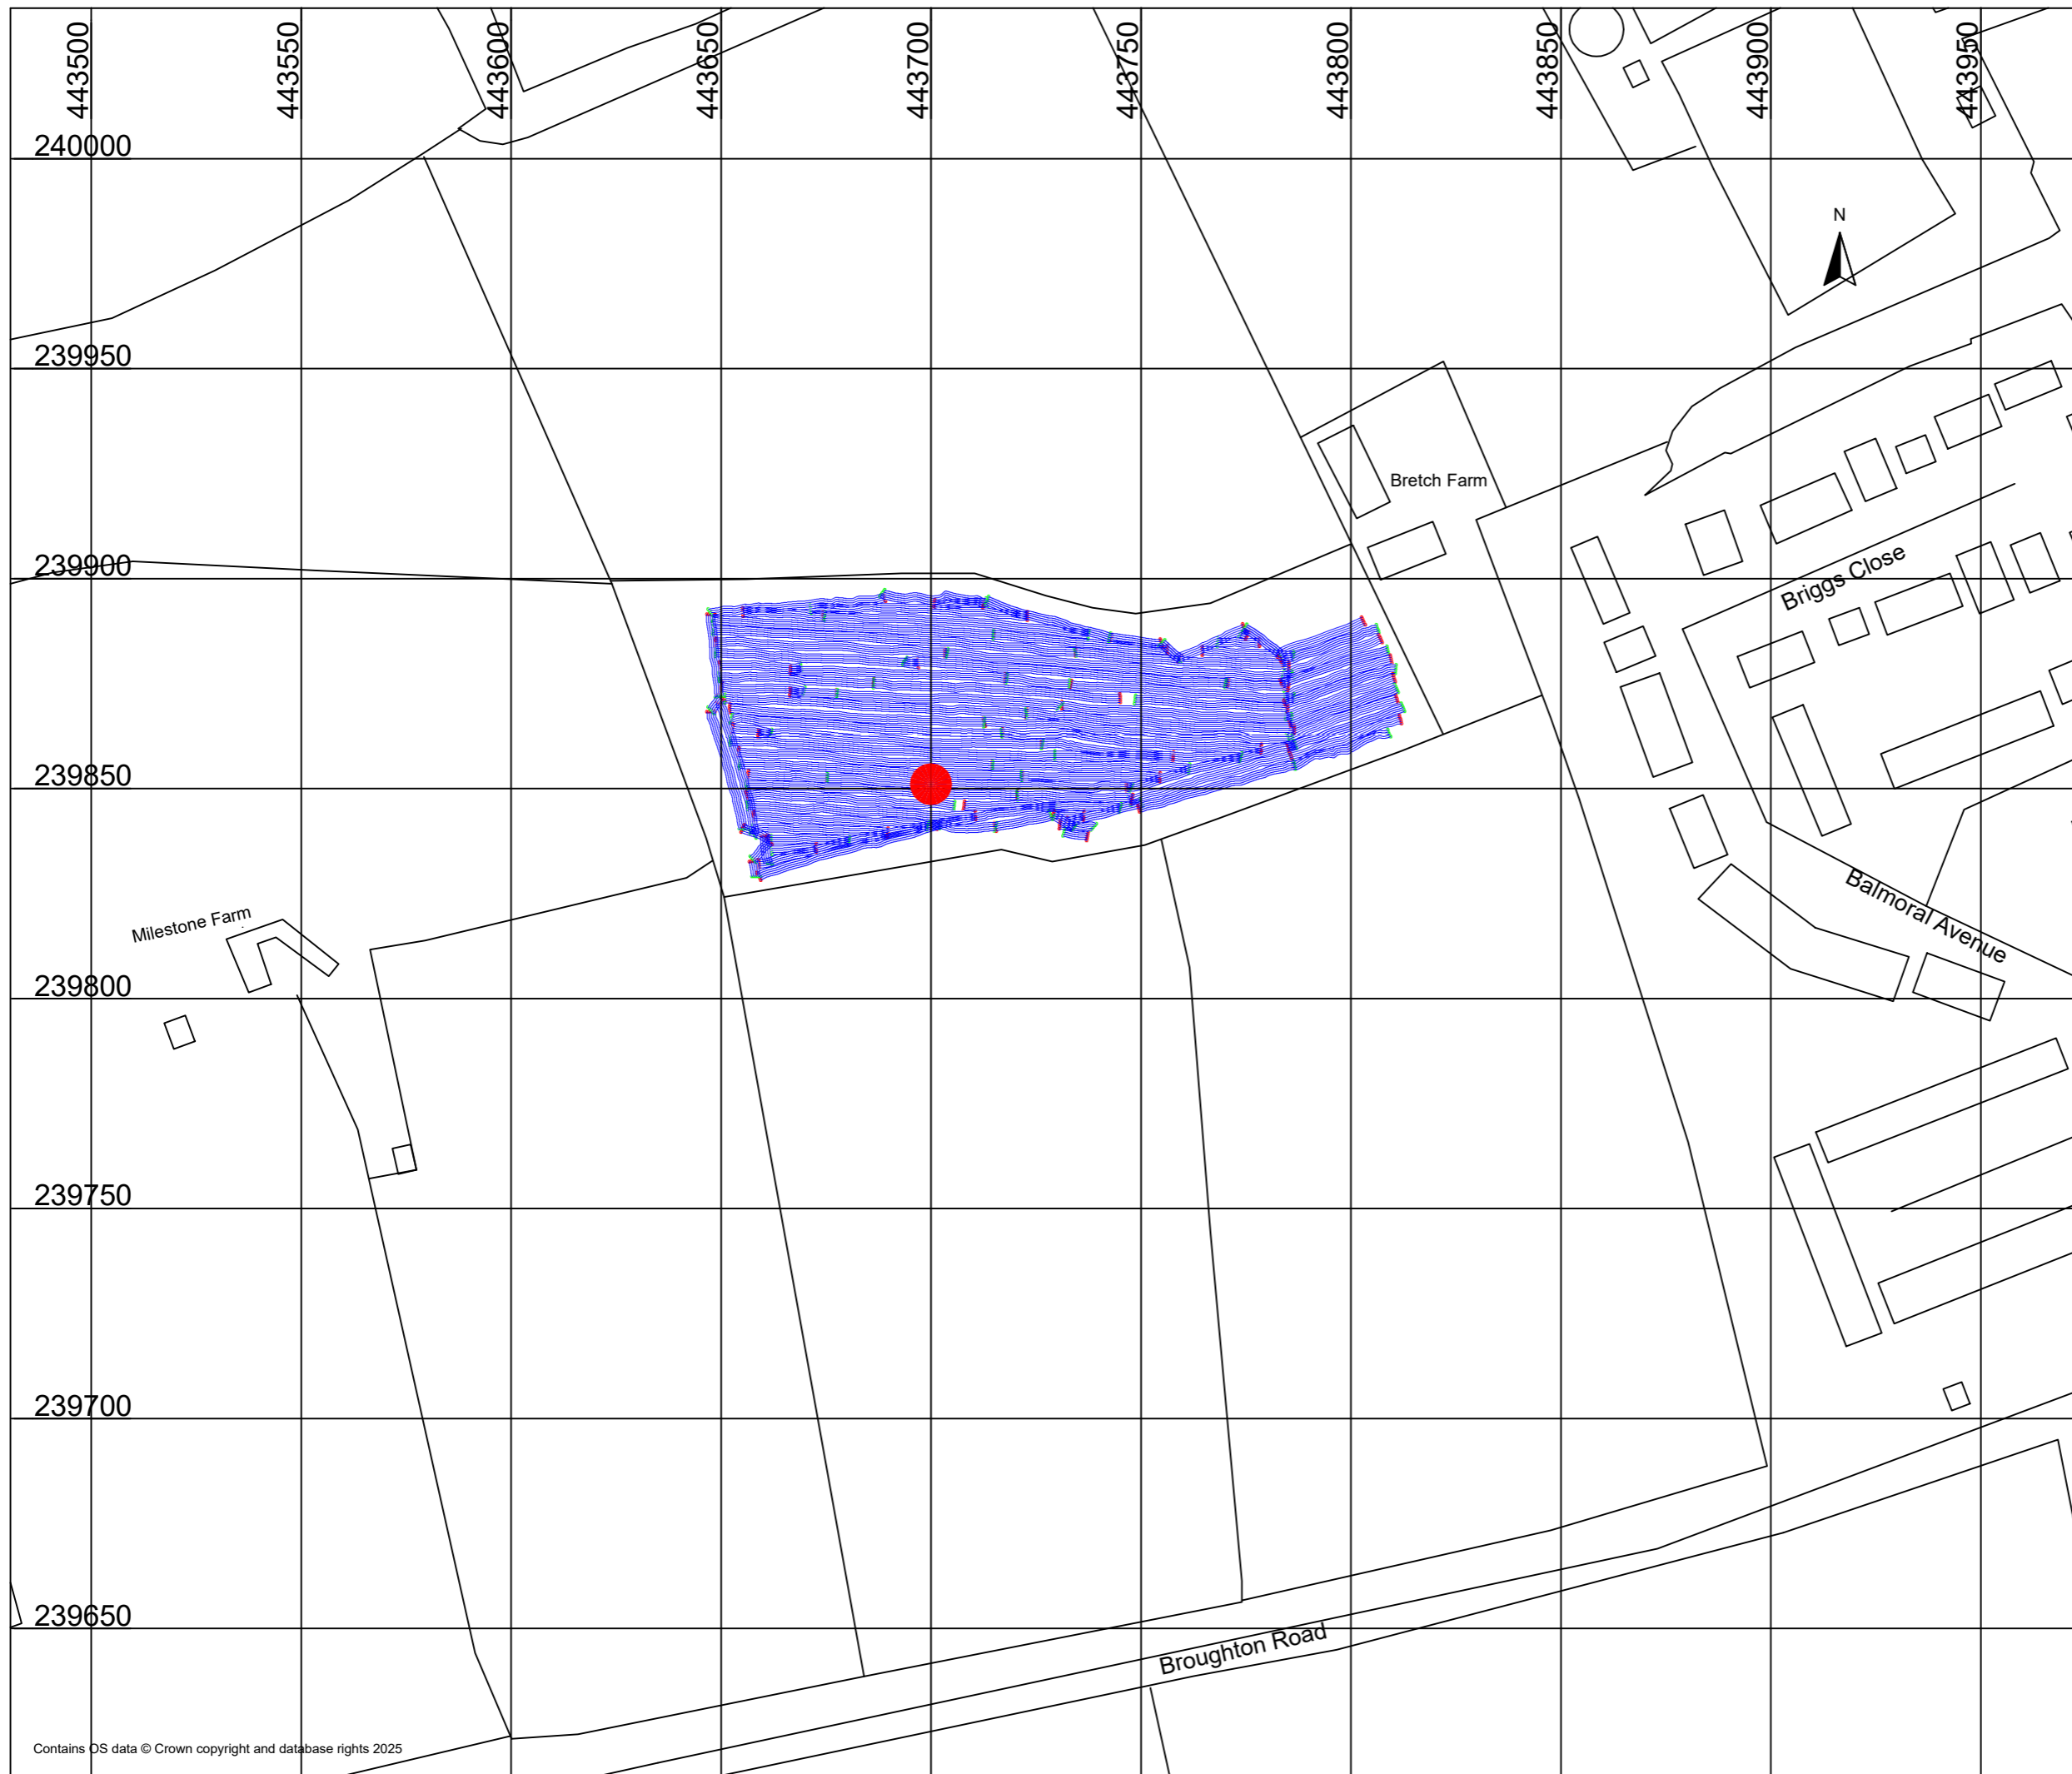 443500
443550
443600
443650
443700
443750
443800
443850
443900
443950
240000
N
239950
Bretch Farm
239900
Briggs Close
239850
Balmoral Avenue
Milestone Farm
239800
239750
239700
239650
Broughton Road
Contains OS data © Crown copyright and database rights 2025